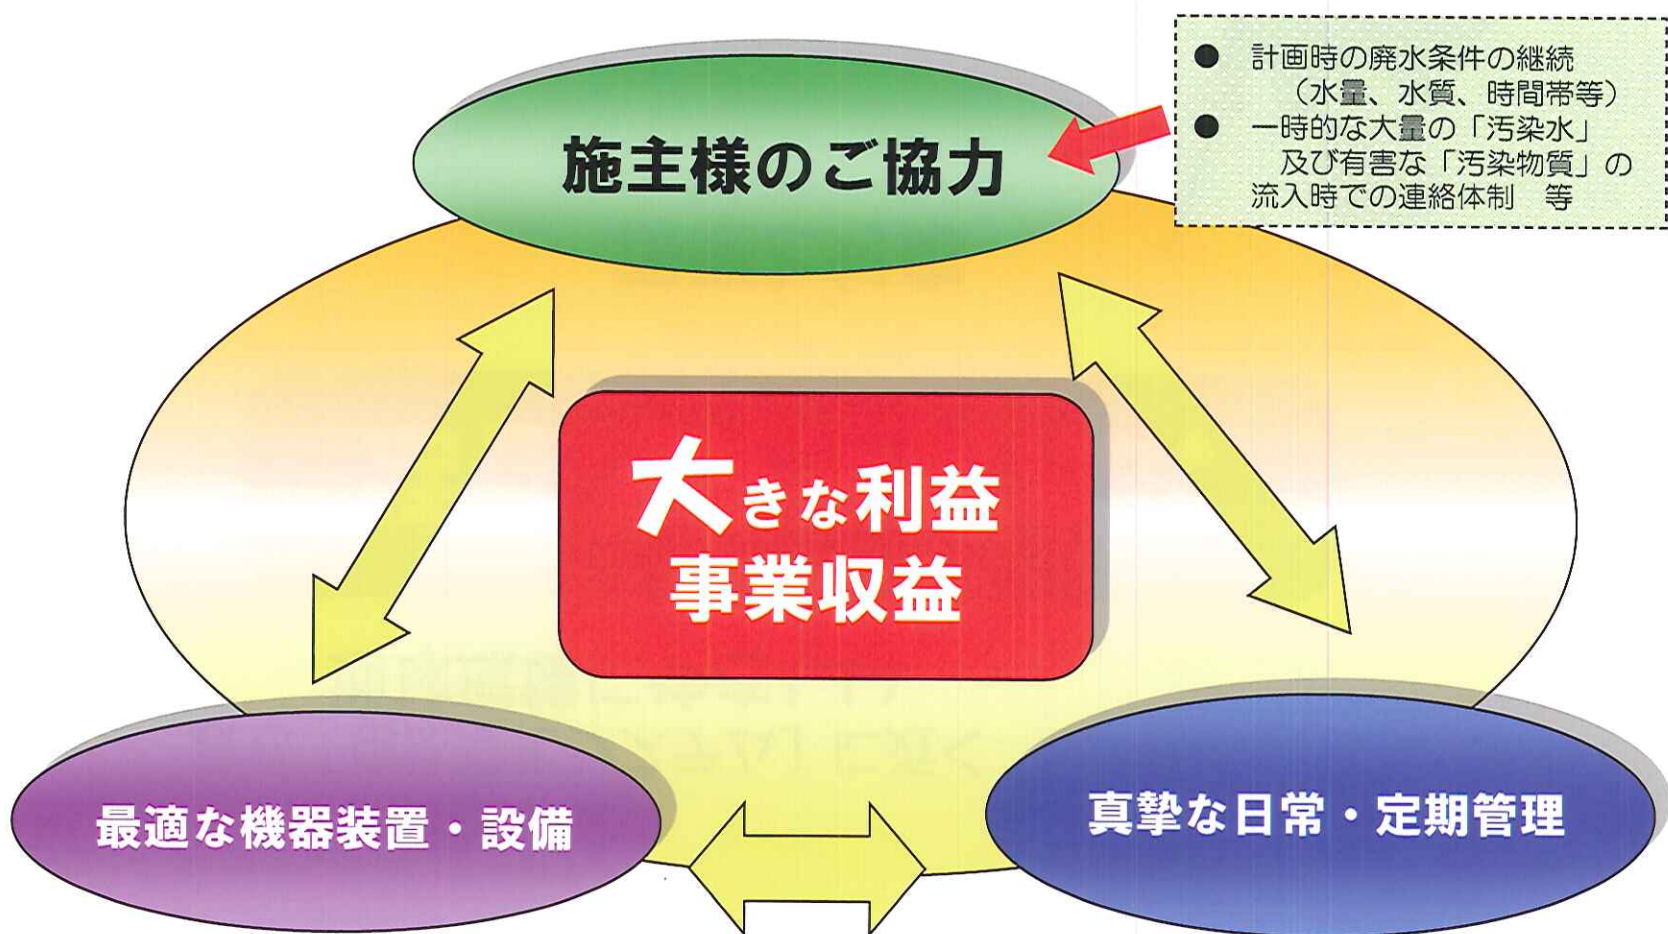 ● 計画時の廃水条件の継続
（水量、水質、時間帯等）
● 一時的な大量の「汚染水」
及び有害な「汚染物質」の
流入時での連絡体制 等
施主様のご協力
大きな利益
事業収益
最適な機器装置・設備
真摯な日常・定期管理